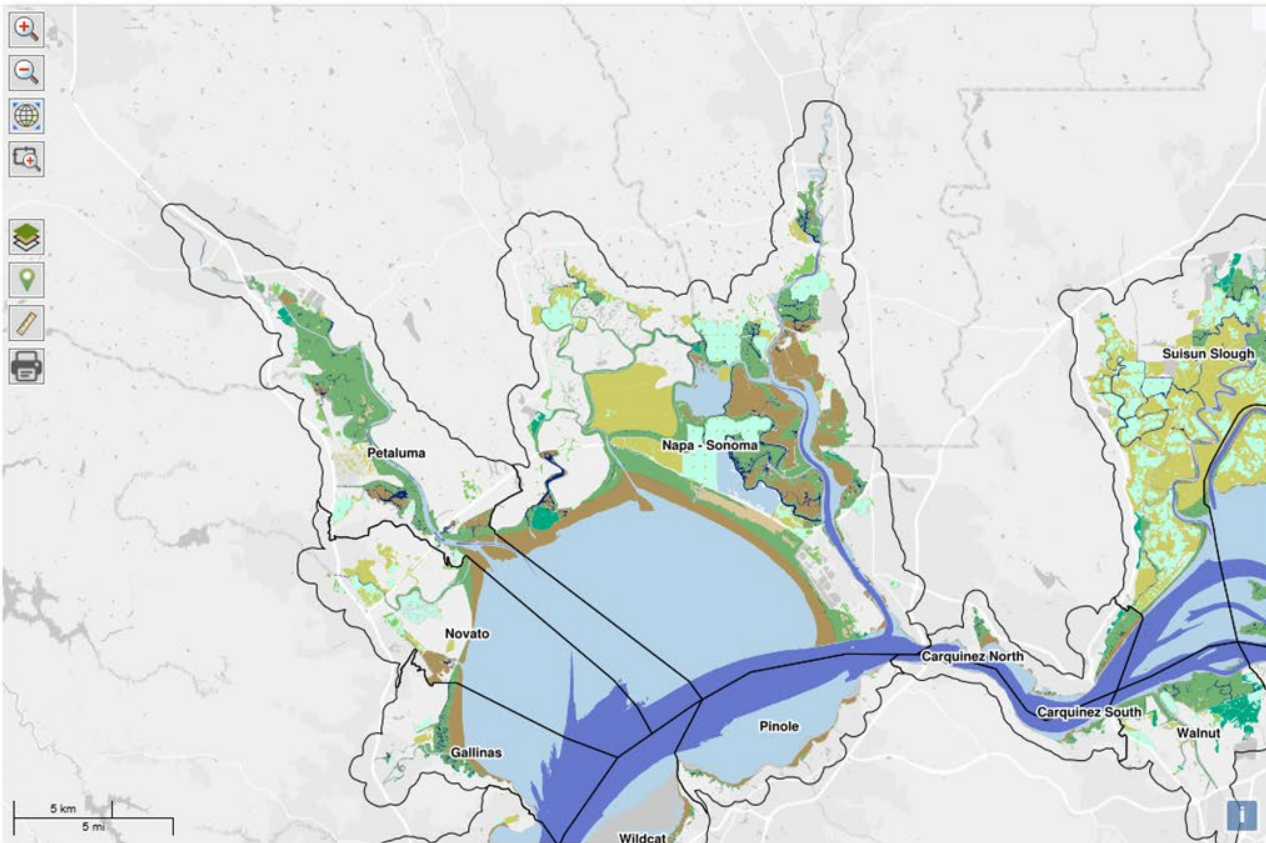 Suisun Slough
Petaluma
Napa - Sonoma
Novato
Carquinez North
Carquinez South
Pinole
Walnut
Gallinas
5 km
5 mi
Wildcat
i